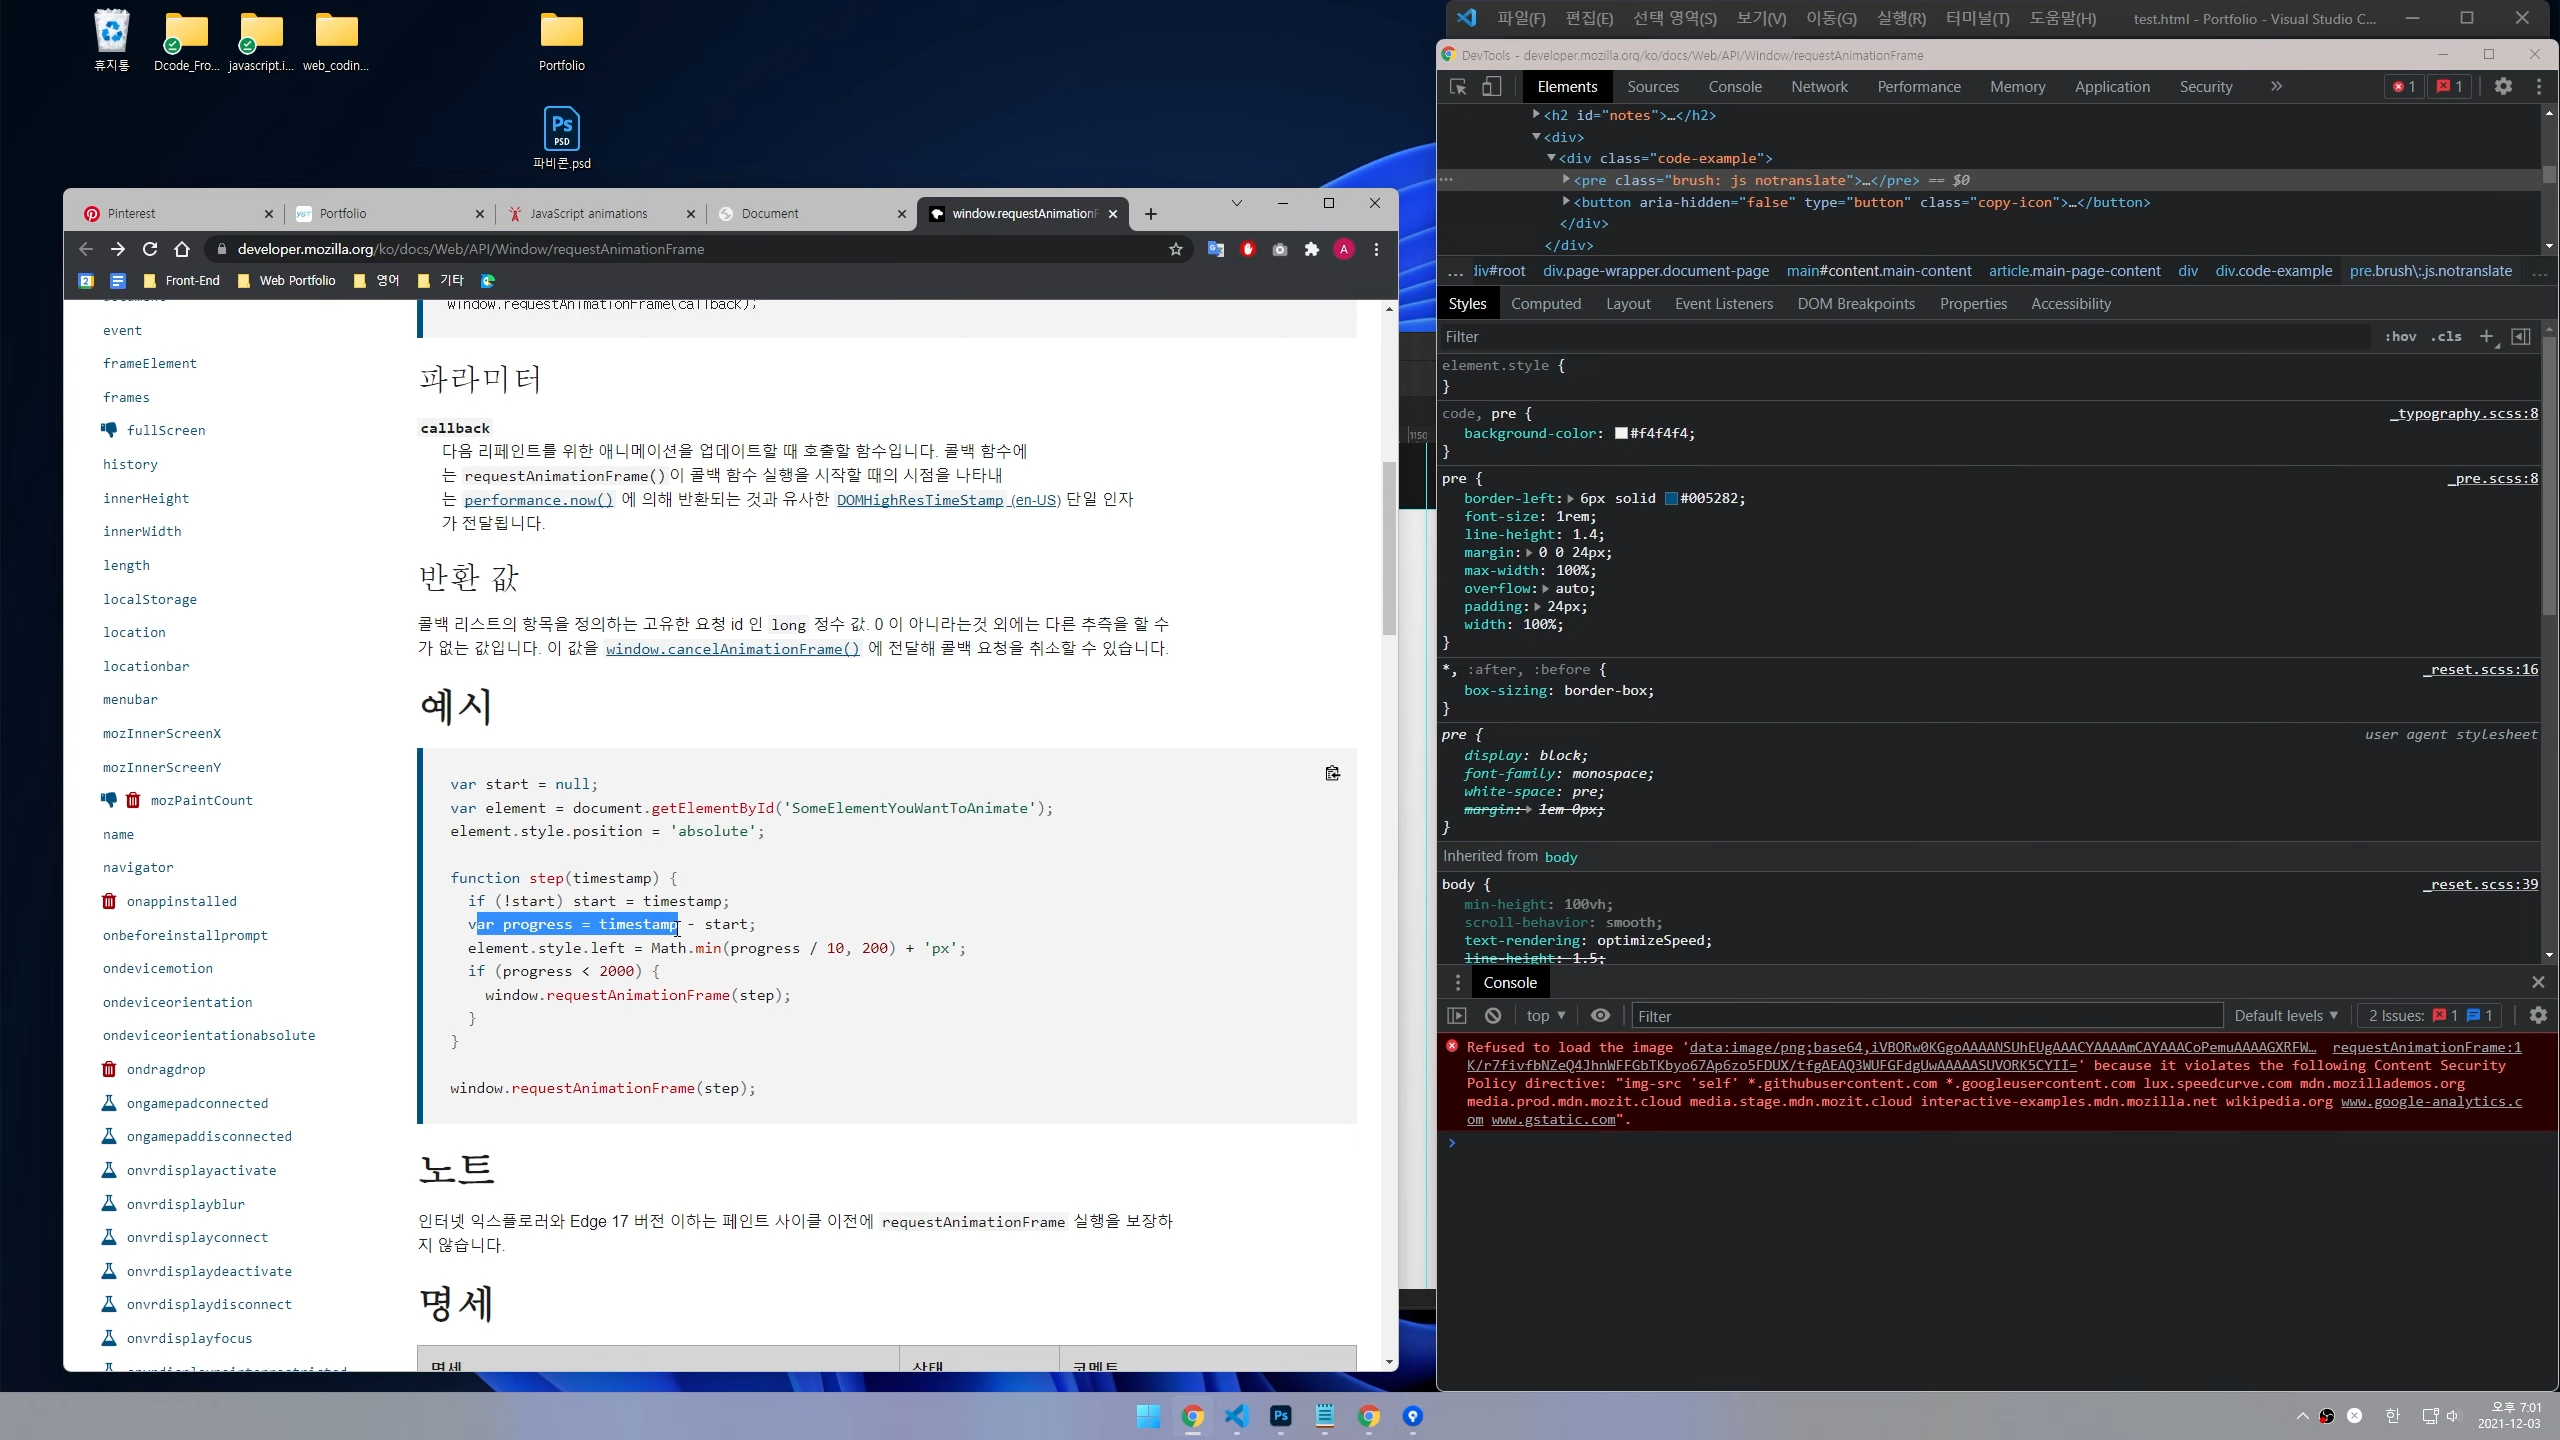 휴지통
Dcode_Fro...
javascript.i...
web_codin...
Portfolio
Ps
PSD
파비콘.psd
Pinterest
Portfolio
JavaScript animations
Document
window.requestAnimationF
developer.mozilla.org/ko/docs/Web/API/Window/requestAnimationFrame
A
Front-End
Web Portfolio
영어
기타
event
frameElement
frames
fullScreen
history
innerHeight
innerWidth
length
localStorage
location
locationbar
menubar
mozInnerScreenX
mozInnerScreenY
mozPaintCount
name
navigator
onappinstalled
onbeforeinstallprompt
ondevicemotion
ondeviceorientation
ondeviceorientationabsolute
ondragdrop
ongamepadconnected
ongamepaddisconnected
onvrdisplayactivate
onvrdisplayblur
onvrdisplayconnect
onvrdisplaydeactivate
onvrdisplaydisconnect
onvrdisplayfocus
window.requestAnimationFrame(callback);
파라미터
callback
다음 리페인트를 위한 애니메이션을 업데이트할 때 호출할 함수입니다. 콜백 함수에
는 requestAnimationFrame()이 콜백 함수 실행을 시작할 때의 시점을 나타내
는 performance.now() 에 의해 반환되는 것과 유사한 DOMHighResTimeStamp (en-US) 단일 인자
가 전달됩니다.
반환 값
콜백 리스트의 항목을 정의하는 고유한 요청 id 인 long 정수 값. 0 이 아니라는것 외에는 다른 추측을 할 수
가 없는 값입니다. 이 값을 window.cancelAnimationFrame() 에 전달해 콜백 요청을 취소할 수 있습니다.
예시
var start = null;
var element = document.getElementById('SomeElementYouWantToAnimate');
element.style.position = 'absolute';
function step(timestamp) {
if (!start) start = timestamp;
var progress = timestamp - start;
element.style.left = Math.min(progress / 10, 200) + 'px';
if (progress < 2000) {
window.requestAnimationFrame(step);
}
}
window.requestAnimationFrame(step);
노트
인터넷 익스플로러와 Edge 17 버전 이하는 페인트 사이클 이전에 requestAnimationFrame 실행을 보장하
지 않습니다.
명세
명세 상태 코멘트
1150
파일(F) 편집(E) 선택 영역(S) 보기(V) 이동(G) 실행(R) 터미널(T) 도움말(H) test.html - Portfolio - Visual Studio C...
DevTools - developer.mozilla.org/ko/docs/Web/API/Window/requestAnimationFrame
Elements Sources Console Network Performance Memory Application Security » 1 1
<h2 id="notes">…</h2>
<div>
<div class="code-example">
<pre class="brush: js notranslate">…</pre> == $0
<button aria-hidden="false" type="button" class="copy-icon">…</button>
</div>
</div>
... div#root div.page-wrapper.document-page main#content.main-content article.main-page-content div div.code-example pre.brush\:.js.notranslate ...
Styles Computed Layout Event Listeners DOM Breakpoints Properties Accessibility
Filter :hov .cls +
element.style {
}
code, pre { _typography.scss:8
background-color: #f4f4f4;
}
pre { _pre.scss:8
border-left: 6px solid #005282;
font-size: 1rem;
line-height: 1.4;
margin: 0 0 24px;
max-width: 100%;
overflow: auto;
padding: 24px;
width: 100%;
}
*, :after, :before { _reset.scss:16
box-sizing: border-box;
}
pre { user agent stylesheet
display: block;
font-family: monospace;
white-space: pre;
margin: 1em 0px;
}
Inherited from body
body { _reset.scss:39
min-height: 100vh;
scroll-behavior: smooth;
text-rendering: optimizeSpeed;
line-height: 1.5;
Console
top Filter Default levels 2 Issues: 1 1
Refused to load the image 'data:image/png;base64,iVBORw0KGgoAAAANSUhEUgAAACYAAAAmCAYAAACoPemuAAAAGXRFW… requestAnimationFrame:1
K/r7fivfbNZeQ4JhnWFFGbTKbyo67Ap6zo5FDUX/tfgAEAQ3WUFGFdgUwAAAAASUVORK5CYII=' because it violates the following Content Security
Policy directive: "img-src 'self' *.githubusercontent.com *.googleusercontent.com lux.speedcurve.com mdn.mozillademos.org
media.prod.mdn.mozit.cloud media.stage.mdn.mozit.cloud interactive-examples.mdn.mozilla.net wikipedia.org www.google-analytics.c
om www.gstatic.com".
Ps
한
오후 7:01
2021-12-03